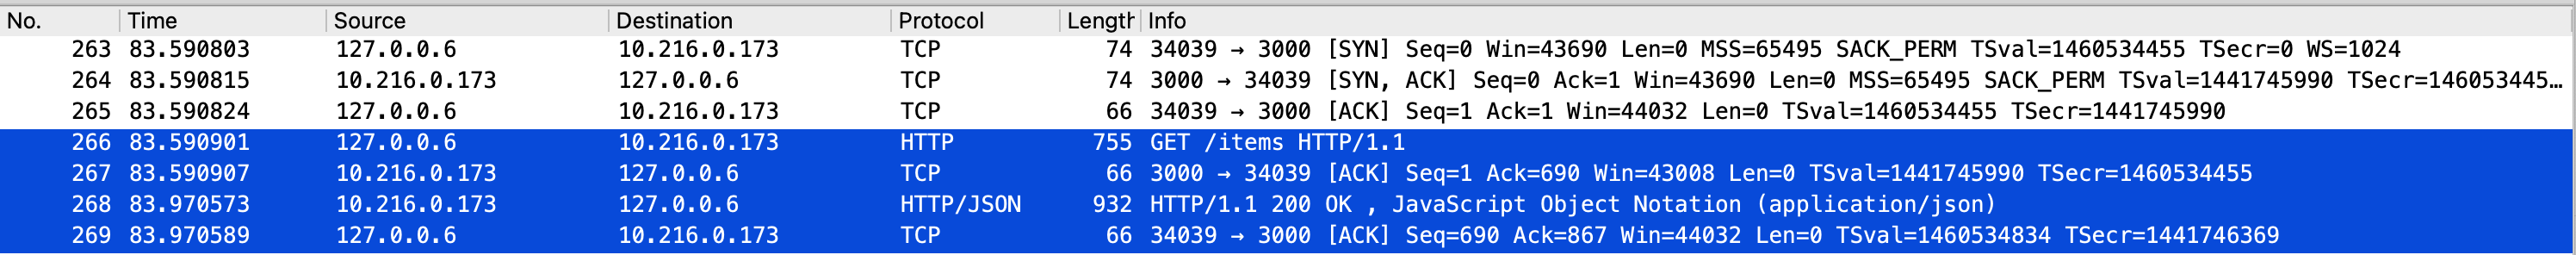 No. Time Source Destination Protocol Length Info
263 83.590803 127.0.0.6 10.216.0.173 TCP 74 34039 → 3000 [SYN] Seq=0 Win=43690 Len=0 MSS=65495 SACK_PERM TSval=1460534455 TSecr=0 WS=1024
264 83.590815 10.216.0.173 127.0.0.6 TCP 74 3000 → 34039 [SYN, ACK] Seq=0 Ack=1 Win=43690 Len=0 MSS=65495 SACK_PERM TSval=1441745990 TSecr=146053445…
265 83.590824 127.0.0.6 10.216.0.173 TCP 66 34039 → 3000 [ACK] Seq=1 Ack=1 Win=44032 Len=0 TSval=1460534455 TSecr=1441745990
266 83.590901 127.0.0.6 10.216.0.173 HTTP 755 GET /items HTTP/1.1
267 83.590907 10.216.0.173 127.0.0.6 TCP 66 3000 → 34039 [ACK] Seq=1 Ack=690 Win=43008 Len=0 TSval=1441745990 TSecr=1460534455
268 83.970573 10.216.0.173 127.0.0.6 HTTP/JSON 932 HTTP/1.1 200 OK , JavaScript Object Notation (application/json)
269 83.970589 127.0.0.6 10.216.0.173 TCP 66 34039 → 3000 [ACK] Seq=690 Ack=867 Win=44032 Len=0 TSval=1460534834 TSecr=1441746369